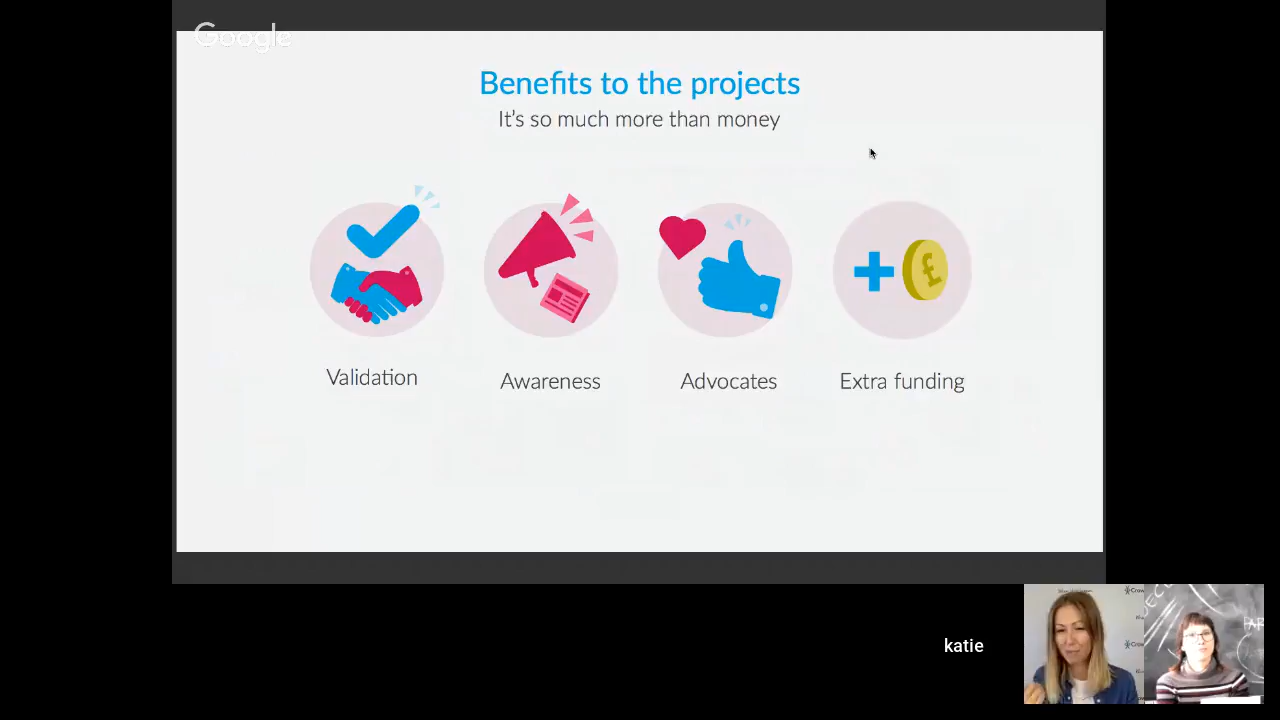 Google
Benefits to the projects
It's so much more than money
£
Validation
Awareness
Advocates
Extra funding
katie